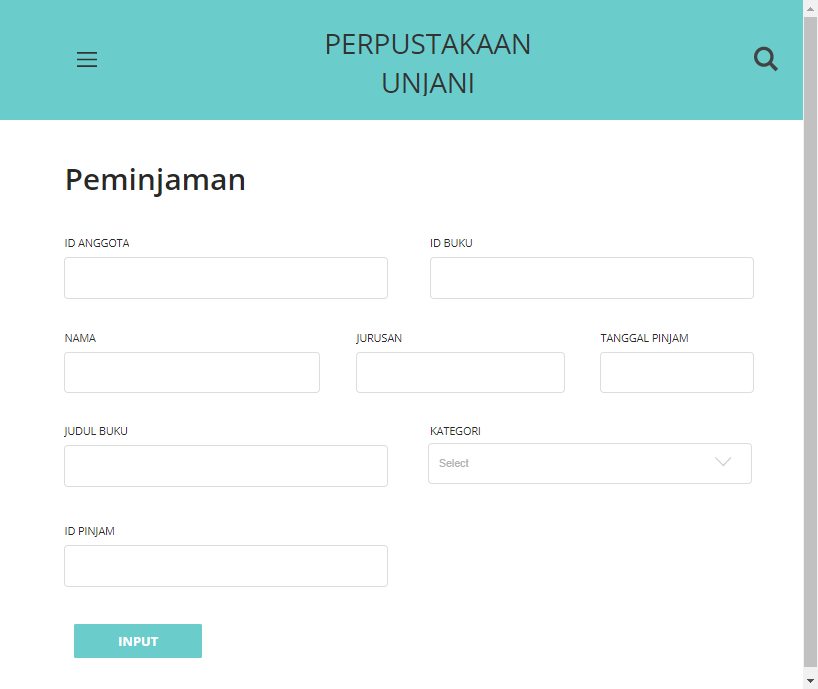 PERPUSTAKAAN
UNJANI
Peminjaman
ID ANGGOTA
ID BUKU
NAMA
JURUSAN
TANGGAL PINJAM
JUDUL BUKU
KATEGORI
Select
ID PINJAM
INPUT